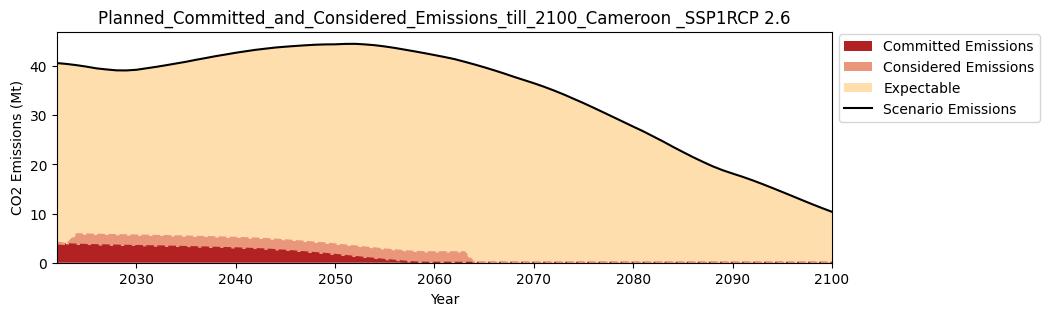 Planned_Committed_and_Considered_Emissions_till_2100_Cameroon _SSP1RCP 2.6
Committed Emissions
Considered Emissions
Expectable
Scenario Emissions
CO2 Emissions (Mt)
40
30
20
10
0
2030 2040 2050 2060 2070 2080 2090 2100
Year